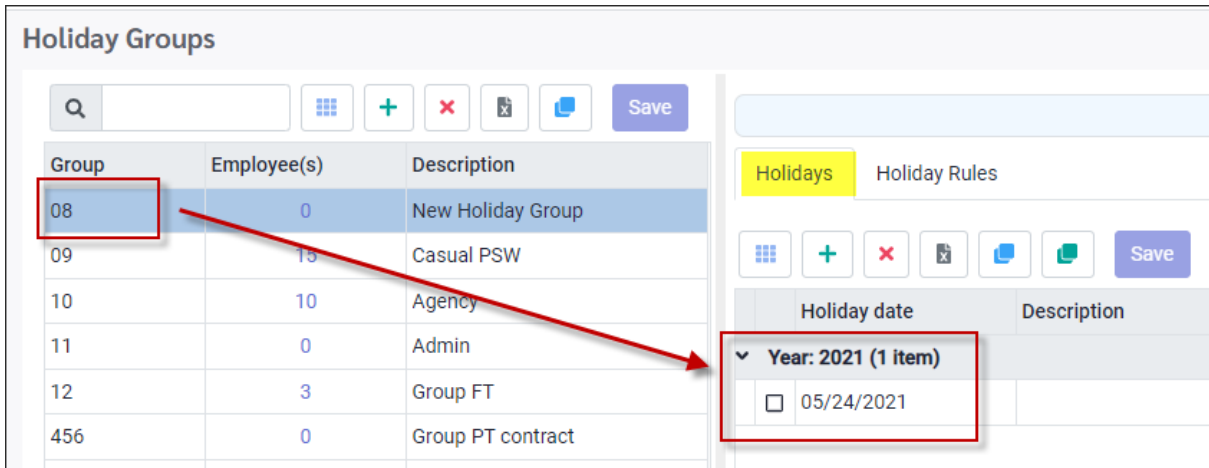 Holiday Groups
Save
Group Employee(s) Description
08 0 New Holiday Group
09 15 Casual PSW
10 10 Agency
11 0 Admin
12 3 Group FT
456 0 Group PT contract
Holidays Holiday Rules
Save
Holiday date Description
Year: 2021 (1 item)
05/24/2021